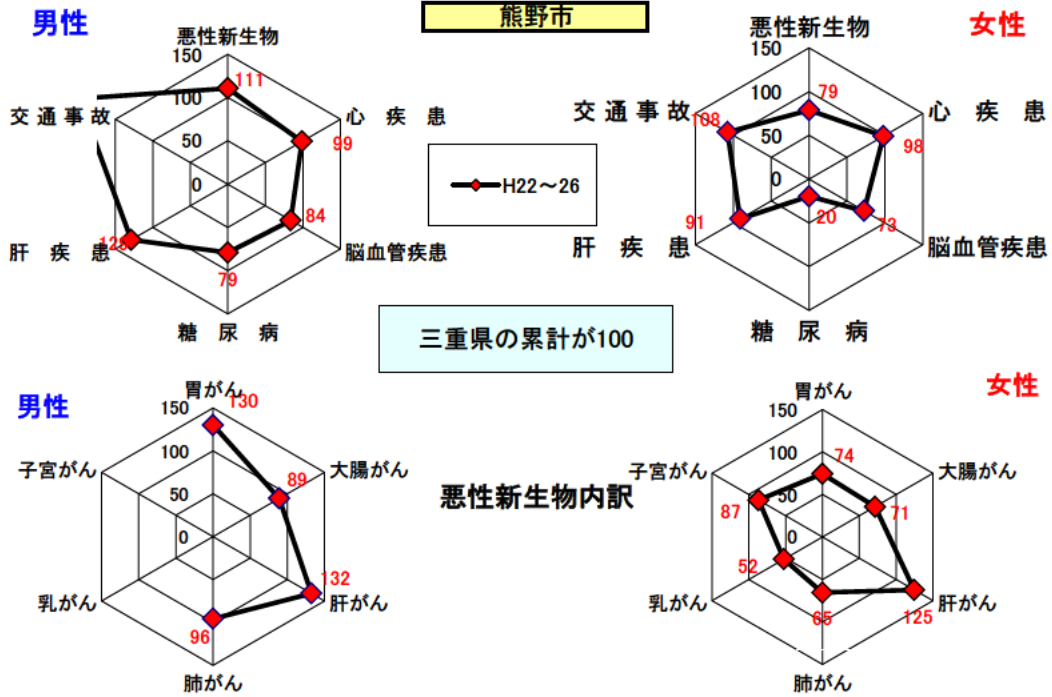 熊野市
男性
悪性新生物
150
111
100
50
0
交 通 事 故
心 疾 患
99
84
脳血管疾患
79
糖 尿 病
肝 疾 患
H22～26
女性
悪性新生物
150
79
100
50
0
交 通 事 故
108
心 疾 患
98
73
脳血管疾患
20
糖 尿 病
91
肝 疾 患
三重県の累計が100
男性
胃がん
150
130
100
50
0
子宮がん
大腸がん
89
132
肝がん
96
肺がん
乳がん
悪性新生物内訳
女性
胃がん
150
74
100
50
0
子宮がん
87
大腸がん
71
125
肝がん
65
肺がん
52
乳がん